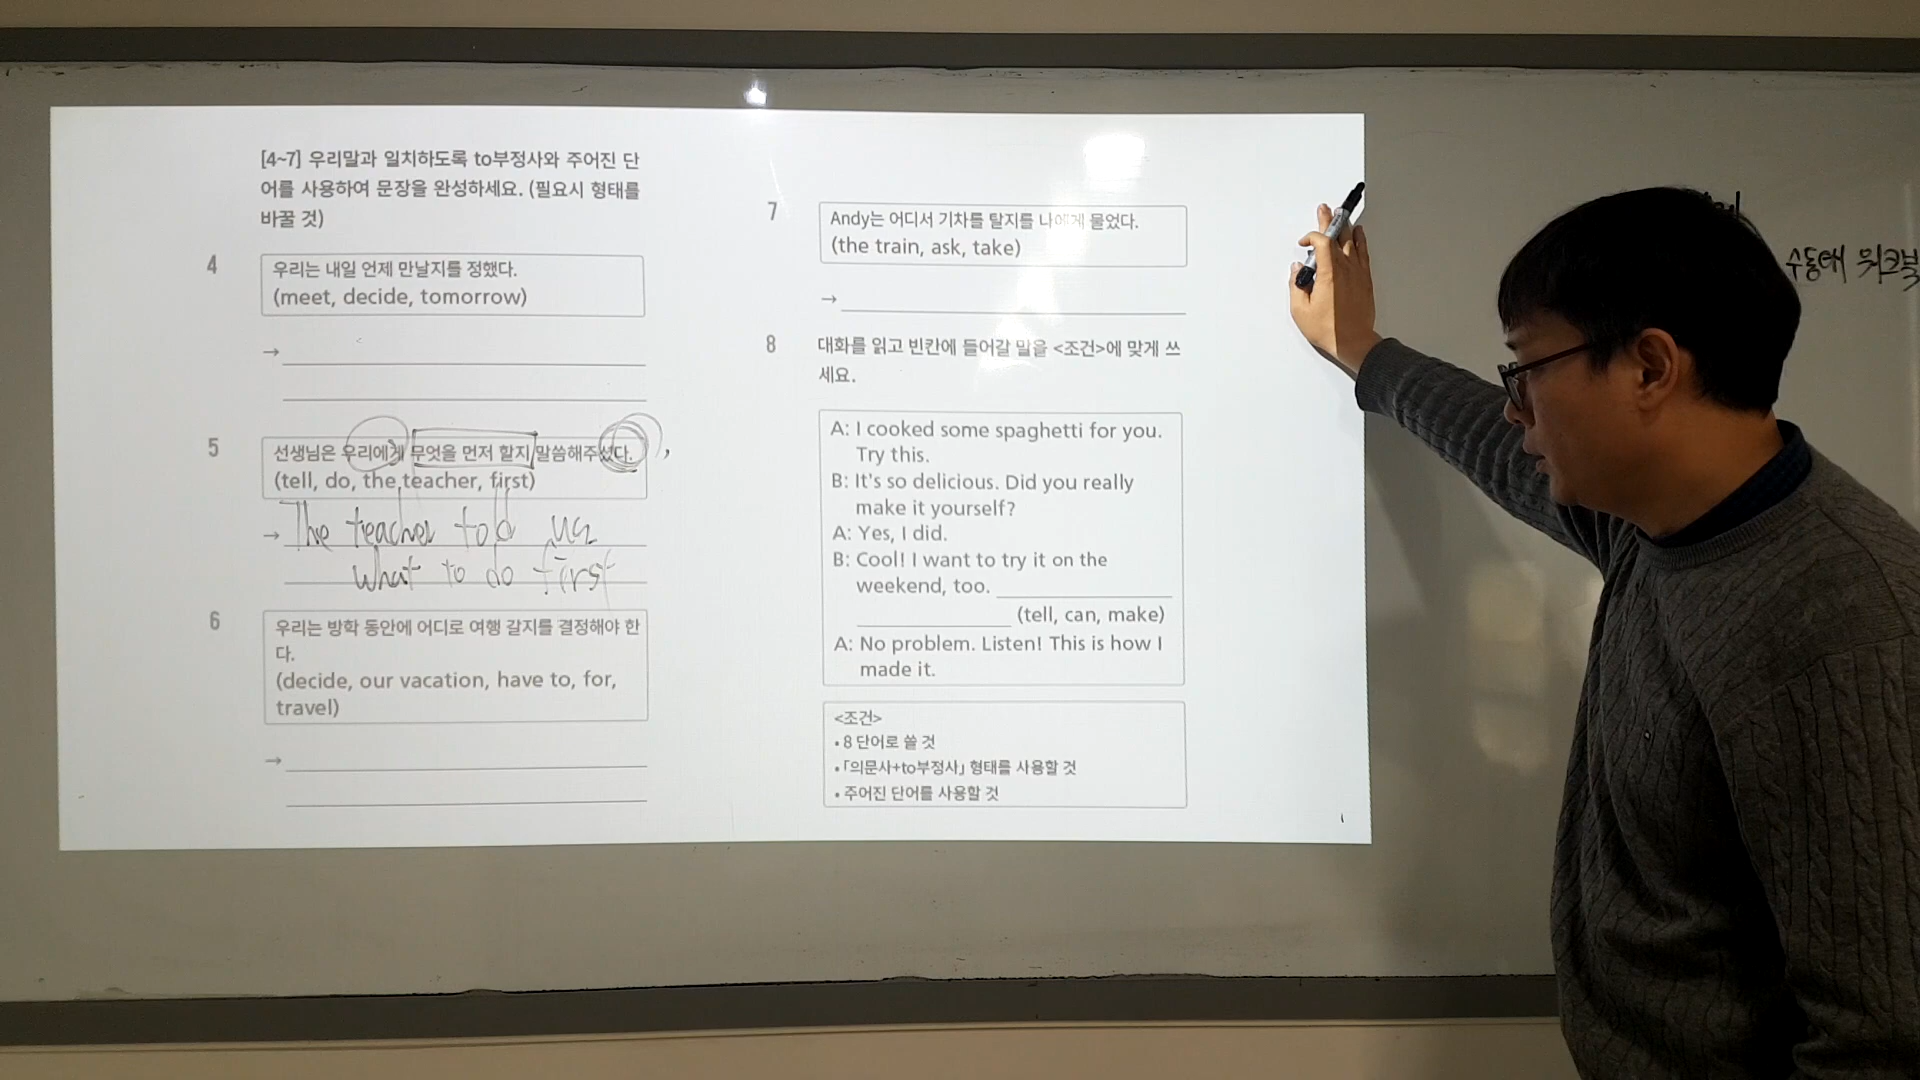 [4~7] 우리말과 일치하도록 to부정사와 주어진 단
어를 사용하여 문장을 완성하세요. (필요시 형태를
바꿀 것)
4
우리는 내일 언제 만날지를 정했다.
(meet, decide, tomorrow)
→
5
선생님은 우리에게 무엇을 먼저 할지 말씀해주셨다.
(tell, do, the teacher, first)
→ The teacher told us
what to do first
6
우리는 방학 동안에 어디로 여행 갈지를 결정해야 한
다.
(decide, our vacation, have to, for,
travel)
→
7
Andy는 어디서 기차를 탈지를 나에게 물었다.
(the train, ask, take)
→
8
대화를 읽고 빈칸에 들어갈 말을 <조건>에 맞게 쓰
세요.
A: I cooked some spaghetti for you.
Try this.
B: It's so delicious. Did you really
make it yourself?
A: Yes, I did.
B: Cool! I want to try it on the
weekend, too.
(tell, can, make)
A: No problem. Listen! This is how I
made it.
<조건>
• 8 단어로 쓸 것
• 「의문사+to부정사」 형태를 사용할 것
• 주어진 단어를 사용할 것
수동태 워크북